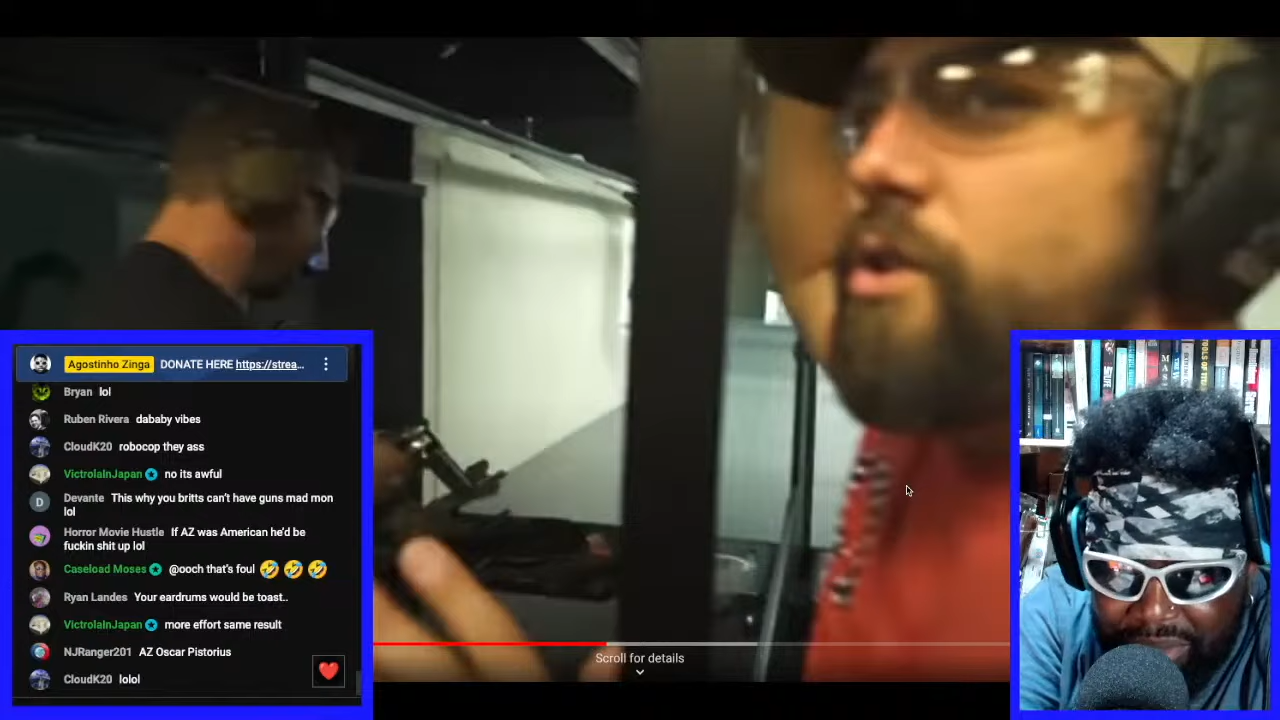 Agostinho Zinga DONATE HERE https://strea...
Bryan lol
Ruben Rivera dababy vibes
CloudK20 robocop they ass
VictrolaInJapan no its awful
Devante This why you britts can't have guns mad mon
lol
Horror Movie Hustle If AZ was American he'd be
fuckin shit up lol
Caseload Moses @ooch that's foul 🤣 🤣 🤣
Ryan Landes Your eardrums would be toast..
VictrolaInJapan more effort same result
NJRanger201 AZ Oscar Pistorius
CloudK20 lolol
D
Scroll for details